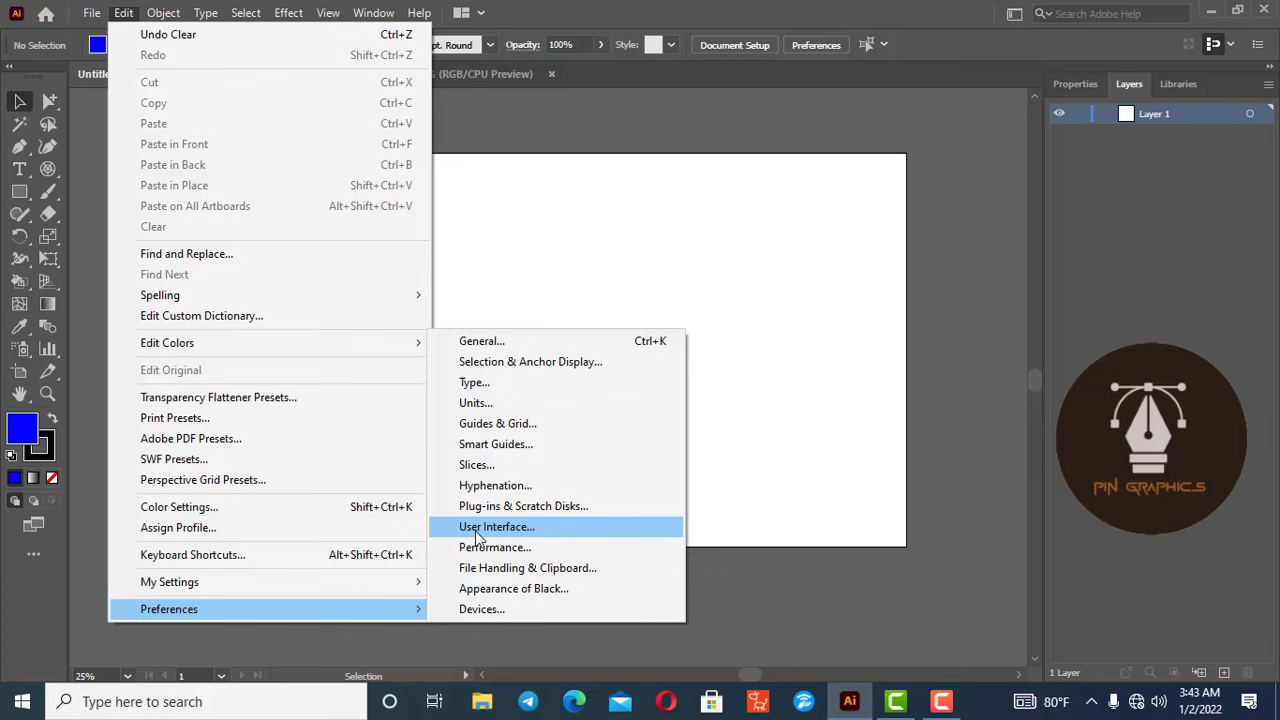 Ai File Edit Object Type Select Effect View Window Help Search Adobe Help
No Selection pt. Round Opacity: 100% Style: Document Setup Preferences
Untitle (RGB/CPU Preview)
Undo Clear Ctrl+Z
Redo Shift+Ctrl+Z
Cut Ctrl+X
Copy Ctrl+C
Paste Ctrl+V
Paste in Front Ctrl+F
Paste in Back Ctrl+B
Paste in Place Shift+Ctrl+V
Paste on All Artboards Alt+Shift+Ctrl+V
Clear
Find and Replace...
Find Next
Spelling
Edit Custom Dictionary...
Edit Colors
Edit Original
Transparency Flattener Presets...
Print Presets...
Adobe PDF Presets...
SWF Presets...
Perspective Grid Presets...
Color Settings... Shift+Ctrl+K
Assign Profile...
Keyboard Shortcuts... Alt+Shift+Ctrl+K
My Settings
Preferences
General... Ctrl+K
Selection & Anchor Display...
Type...
Units...
Guides & Grid...
Smart Guides...
Slices...
Hyphenation...
Plug-ins & Scratch Disks...
User Interface...
Performance...
File Handling & Clipboard...
Appearance of Black...
Devices...
Properties Layers Libraries
Layer 1
PIN GRAPHICS
25% 1 Selection 1 Layer
Type here to search Ai 80°F 3:43 AM
1/2/2022